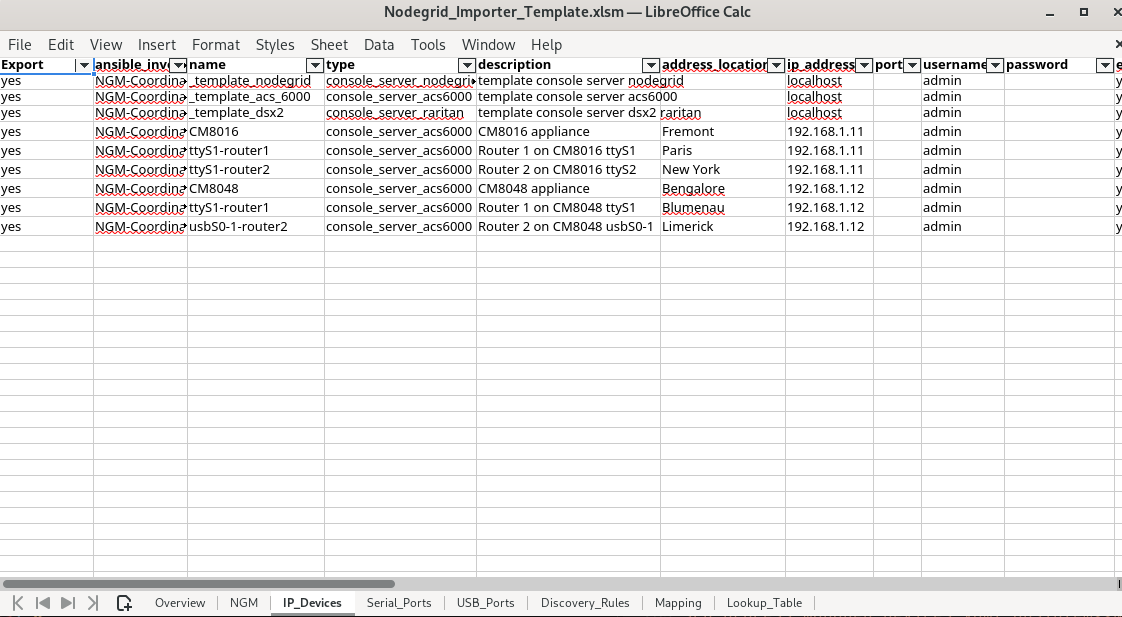 Nodegrid_Importer_Template.xlsm — LibreOffice Calc
File Edit View Insert Format Styles Sheet Data Tools Window Help
Export ansible_inv name type description address_location ip_address port username password e
yes NGM-Coordina _template_nodegrid console_server_nodegri template console server nodegrid localhost admin y
yes NGM-Coordina _template_acs_6000 console_server_acs6000 template console server acs6000 localhost admin y
yes NGM-Coordina _template_dsx2 console_server_raritan template console server dsx2 raritan localhost admin y
yes NGM-Coordina CM8016 console_server_acs6000 CM8016 appliance Fremont 192.168.1.11 admin y
yes NGM-Coordina ttyS1-router1 console_server_acs6000 Router 1 on CM8016 ttyS1 Paris 192.168.1.11 admin y
yes NGM-Coordina ttyS1-router2 console_server_acs6000 Router 2 on CM8016 ttyS2 New York 192.168.1.11 admin y
yes NGM-Coordina CM8048 console_server_acs6000 CM8048 appliance Bengalore 192.168.1.12 admin y
yes NGM-Coordina ttyS1-router1 console_server_acs6000 Router 1 on CM8048 ttyS1 Blumenau 192.168.1.12 admin y
yes NGM-Coordina usbS0-1-router2 console_server_acs6000 Router 2 on CM8048 usbS0-1 Limerick 192.168.1.12 admin y
Overview NGM IP_Devices Serial_Ports USB_Ports Discovery_Rules Mapping Lookup_Table